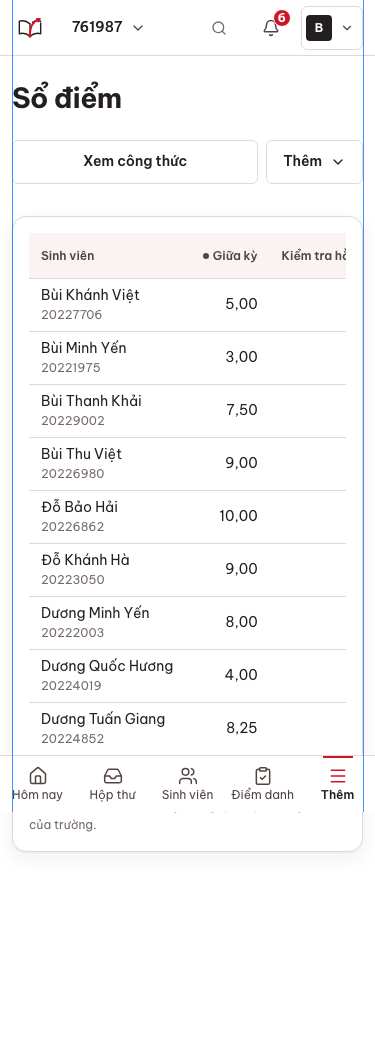 761987
6
B
Sổ điểm
Xem công thức
Thêm
Sinh viên
Giữa kỳ
Kiểm tra
Bùi Khánh Việt
20227706
5,00
Bùi Minh Yến
20221975
3,00
Bùi Thanh Khải
20229002
7,50
Bùi Thu Việt
20226980
9,00
Đỗ Bảo Hải
20226862
10,00
Đỗ Khánh Hà
20223050
9,00
Dương Minh Yến
20222003
8,00
Dương Quốc Hương
20224019
4,00
Dương Tuấn Giang
20224852
8,25
Hôm nay
Hộp thư
Sinh viên
Điểm danh
Thêm
của trường.